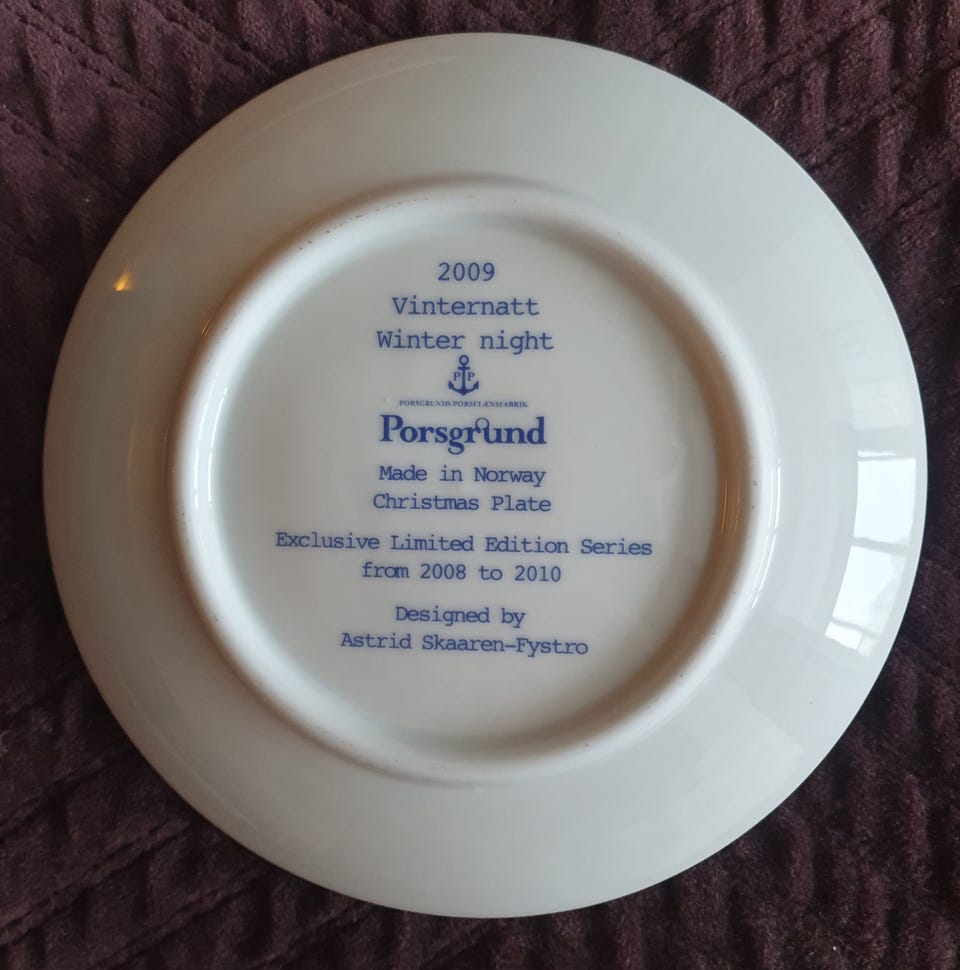 2009
Vinternatt
Winter night
P P
PORSGRUNDS PORSELÆNSFABRIK
Porsgrund
Made in Norway
Christmas Plate
Exclusive Limited Edition Series
from 2008 to 2010
Designed by
Astrid Skaaren-Fystro